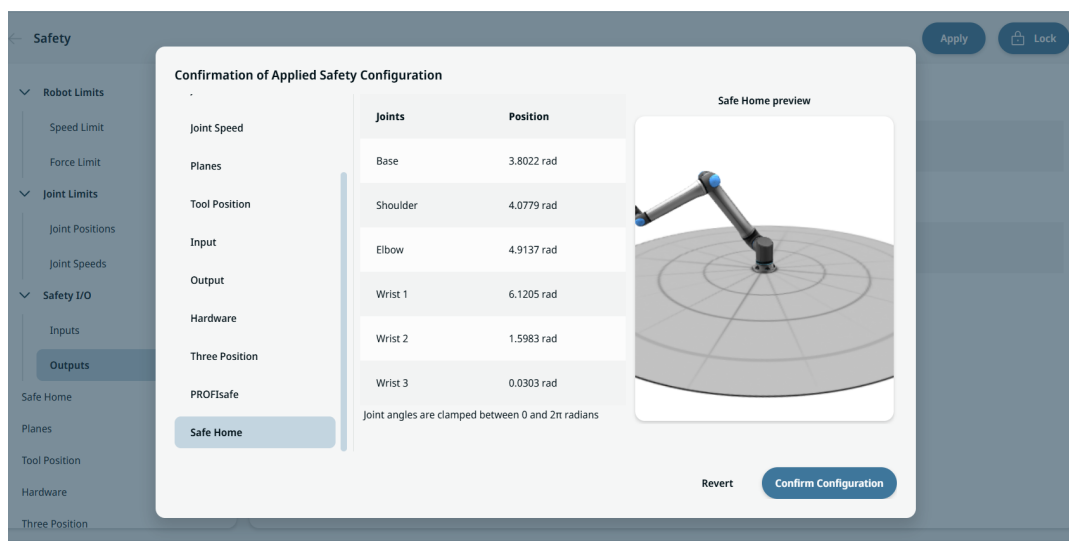 Safety
Apply
Lock
Robot Limits
Speed Limit
Force Limit
Joint Limits
Joint Positions
Joint Speeds
Safety I/O
Inputs
Outputs
Safe Home
Planes
Tool Position
Hardware
Three Position
Confirmation of Applied Safety Configuration
Joint Speed
Planes
Tool Position
Input
Output
Hardware
Three Position
PROFIsafe
Safe Home
Joints Position
Base 3.8022 rad
Shoulder 4.0779 rad
Elbow 4.9137 rad
Wrist 1 6.1205 rad
Wrist 2 1.5983 rad
Wrist 3 0.0303 rad
Joint angles are clamped between 0 and 2π radians
Safe Home preview
Revert
Confirm Configuration